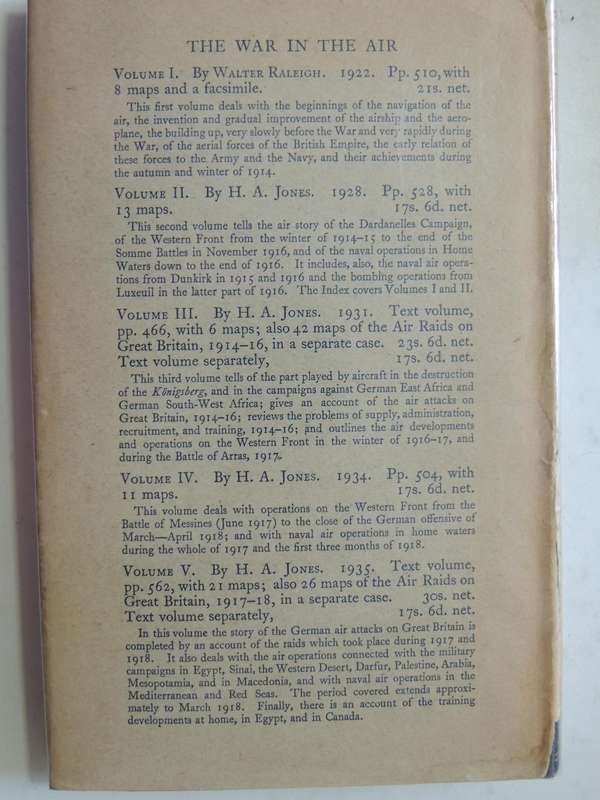 THE WAR IN THE AIR
VOLUME I. By WALTER RALEIGH. 1922. Pp. 510, with
8 maps and a facsimile. 21s. net.
This first volume deals with the beginnings of the navigation of the
air, the invention and gradual improvement of the airship and the aero-
plane, the building up, very slowly before the War and very rapidly during
the War, of the aerial forces of the British Empire, the early relation of
these forces to the Army and the Navy, and their achievements during
the autumn and winter of 1914.
VOLUME II. By H. A. JONES. 1928. Pp. 528, with
13 maps. 17s. 6d. net.
This second volume tells the air story of the Dardanelles Campaign,
of the Western Front from the winter of 1914–15 to the end of the
Somme Battles in November 1916, and of the naval operations in Home
Waters down to the end of 1916. It includes, also, the naval air opera-
tions from Dunkirk in 1915 and 1916 and the bombing operations from
Luxeuil in the latter part of 1916. The Index covers Volumes I and II.
VOLUME III. By H. A. JONES. 1931. Text volume,
pp. 466, with 6 maps; also 42 maps of the Air Raids on
Great Britain, 1914–16, in a separate case. 23s. 6d. net.
Text volume separately, 17s. 6d. net.
This third volume tells of the part played by aircraft in the destruction
of the Königsberg, and in the campaigns against German East Africa and
German South-West Africa; gives an account of the air attacks on
Great Britain, 1914–16; reviews the problems of supply, administration,
recruitment, and training, 1914–16; and outlines the air developments
and operations on the Western Front in the winter of 1916–17, and
during the Battle of Arras, 1917.
VOLUME IV. By H. A. JONES. 1934. Pp. 504, with
11 maps. 17s. 6d. net.
This volume deals with operations on the Western Front from the
Battle of Messines (June 1917) to the close of the German offensive of
March—April 1918; and with naval air operations in home waters
during the whole of 1917 and the first three months of 1918.
VOLUME V. By H. A. JONES. 1935. Text volume,
pp. 562, with 21 maps; also 26 maps of the Air Raids on
Great Britain, 1917–18, in a separate case. 30s. net.
Text volume separately, 17s. 6d. net.
In this volume the story of the German air attacks on Great Britain is
completed by an account of the raids which took place during 1917 and
1918. It also deals with the air operations connected with the military
campaigns in Egypt, Sinai, the Western Desert, Darfur, Palestine, Arabia,
Mesopotamia, and in Macedonia, and with naval air operations in the
Mediterranean and Red Seas. The period covered extends approxi-
mately to March 1918. Finally, there is an account of the training
developments at home, in Egypt, and in Canada.